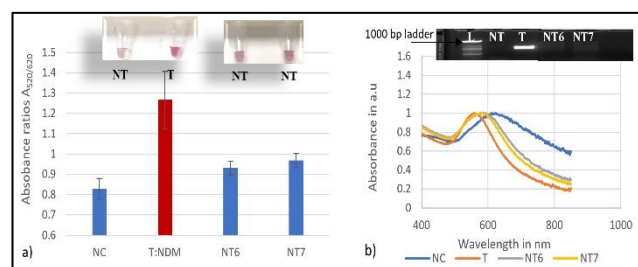 NT T NT NT
Absobance ratios A520/620
1.5
1.4
1.3
1.2
1.1
1
0.9
0.8
0.7
0.6
NC T:NDM NT6 NT7
a)
1000 bp ladder L NT T NT6 NT7
Absorbance in a.u
1.6
1.4
1.2
1
0.8
0.6
0.4
0.2
400 600 800 1000
Wavelength in nm
b)
NC T NT6 NT7